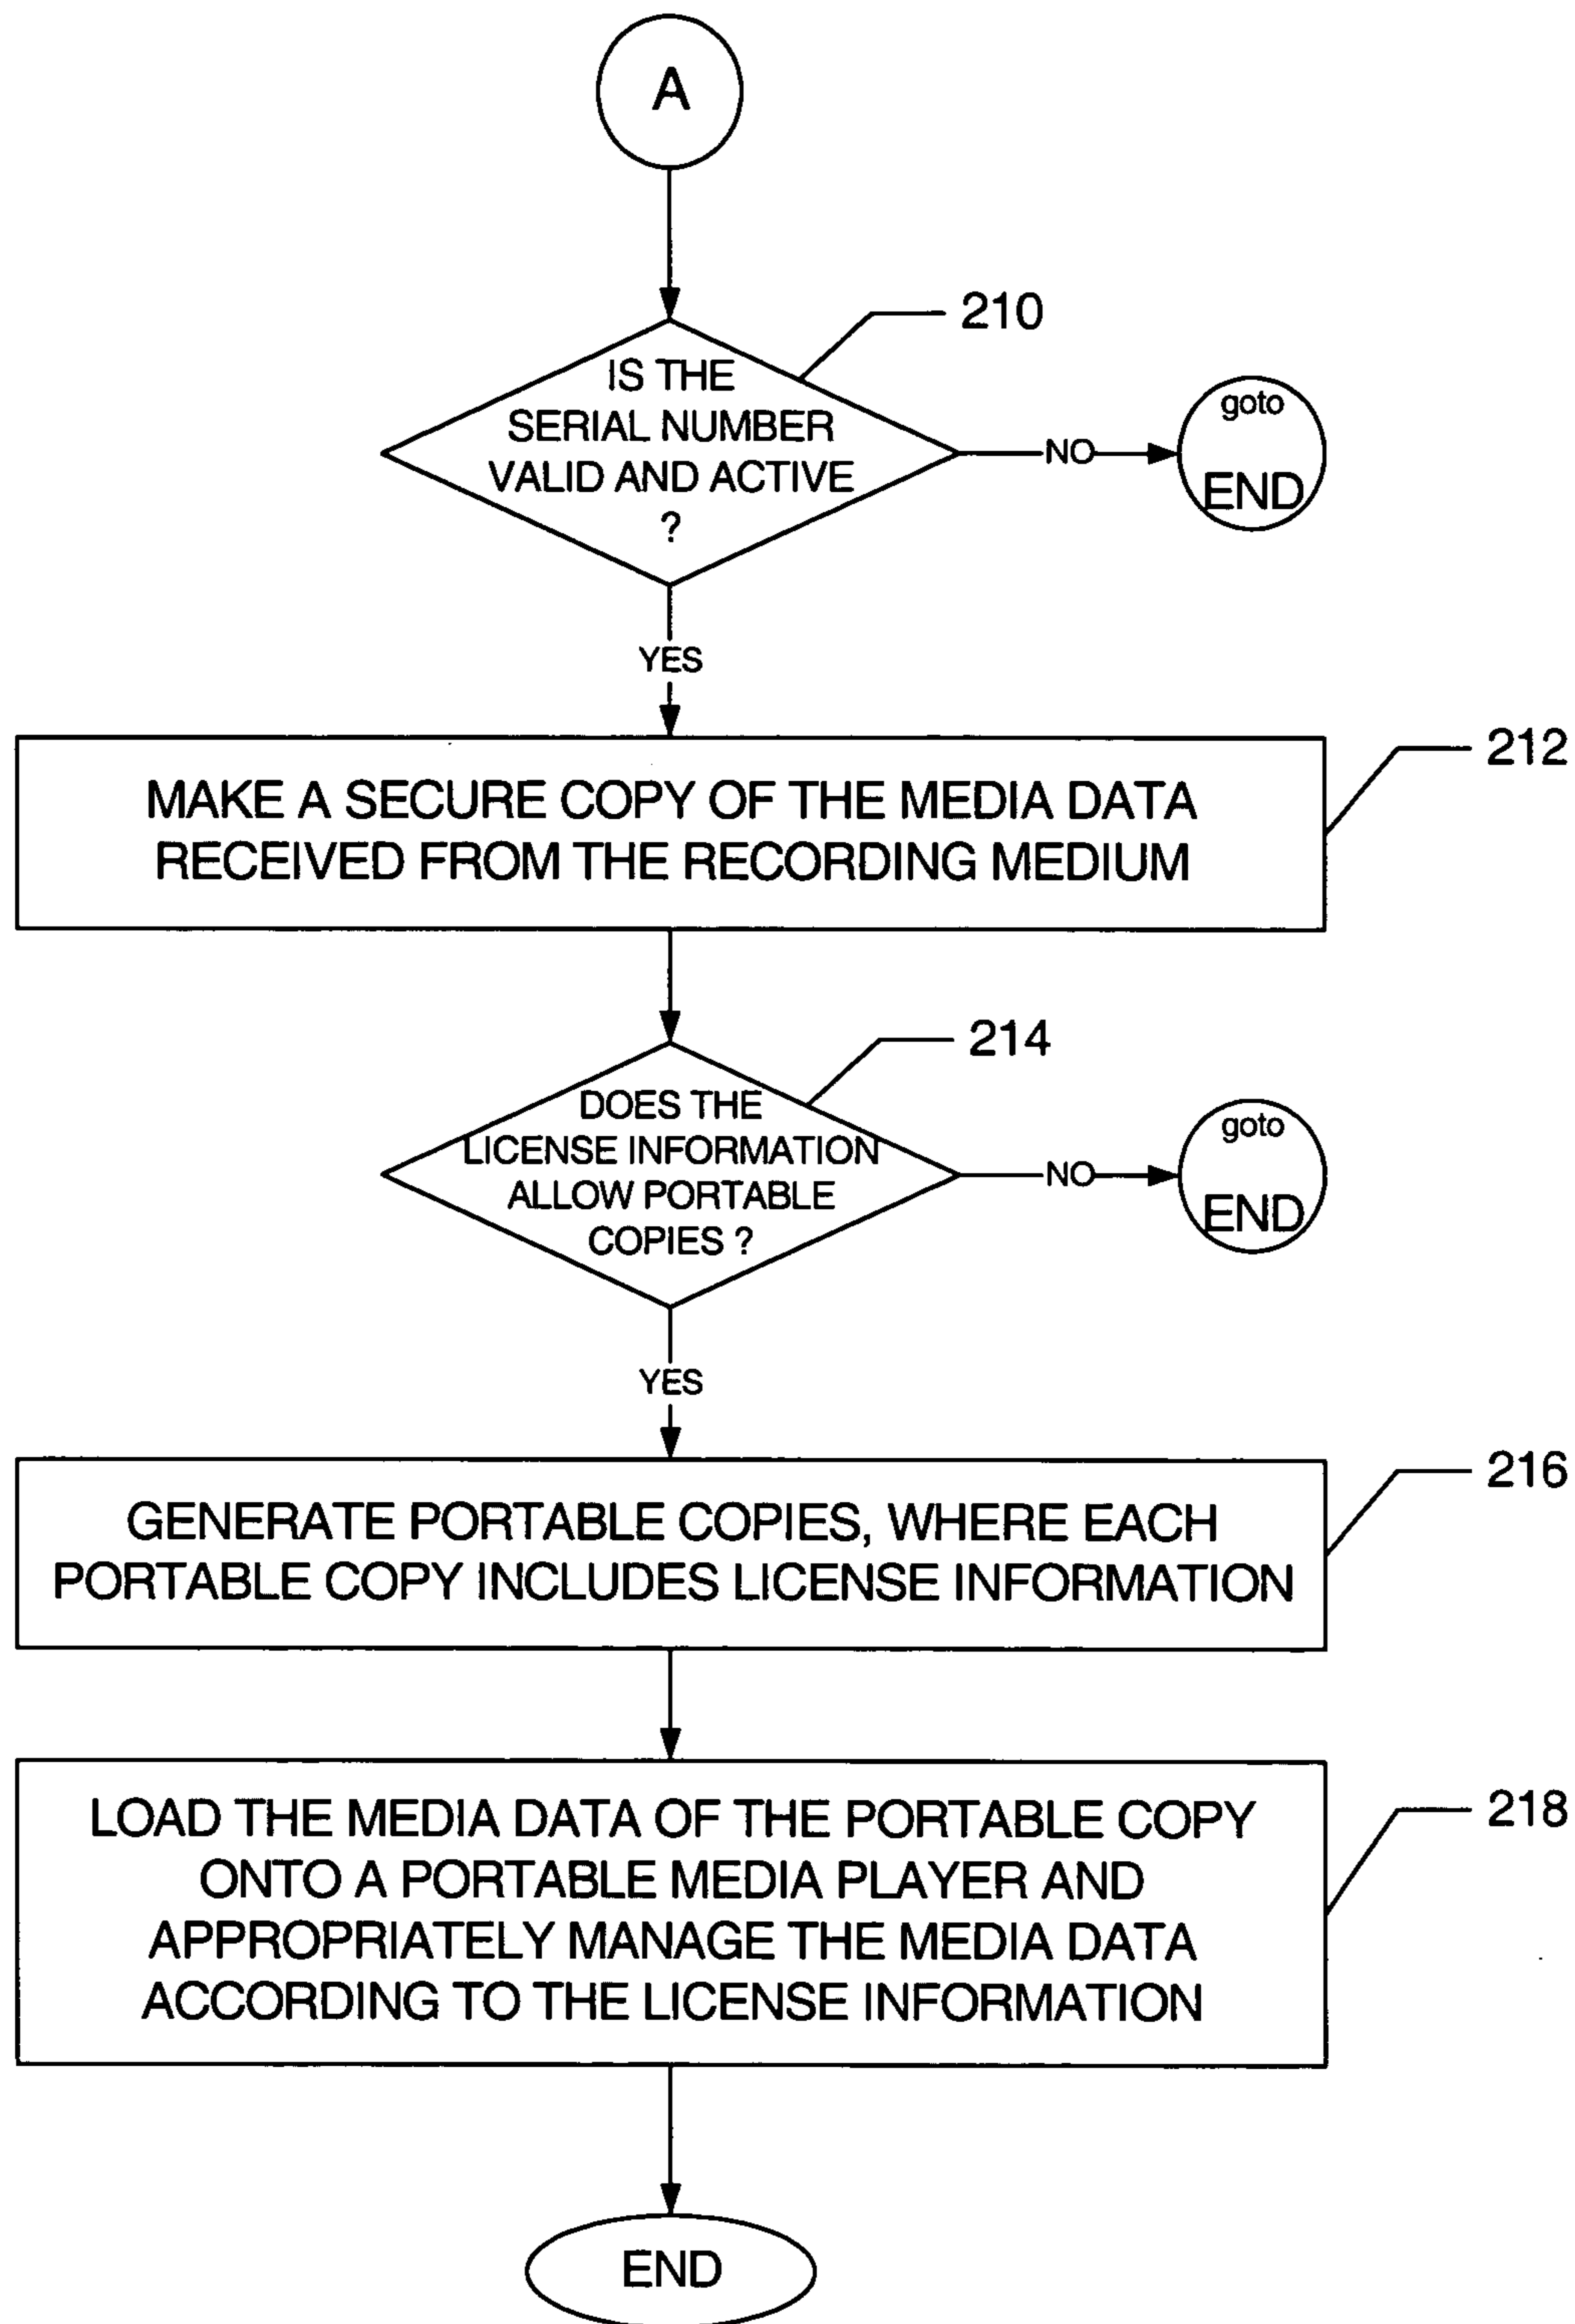 A
210
IS THE
SERIAL NUMBER
VALID AND ACTIVE
?
NO
goto
END
YES
212
MAKE A SECURE COPY OF THE MEDIA DATA
RECEIVED FROM THE RECORDING MEDIUM
214
DOES THE
LICENSE INFORMATION
ALLOW PORTABLE
COPIES ?
NO
goto
END
YES
216
GENERATE PORTABLE COPIES, WHERE EACH
PORTABLE COPY INCLUDES LICENSE INFORMATION
218
LOAD THE MEDIA DATA OF THE PORTABLE COPY
ONTO A PORTABLE MEDIA PLAYER AND
APPROPRIATELY MANAGE THE MEDIA DATA
ACCORDING TO THE LICENSE INFORMATION
END